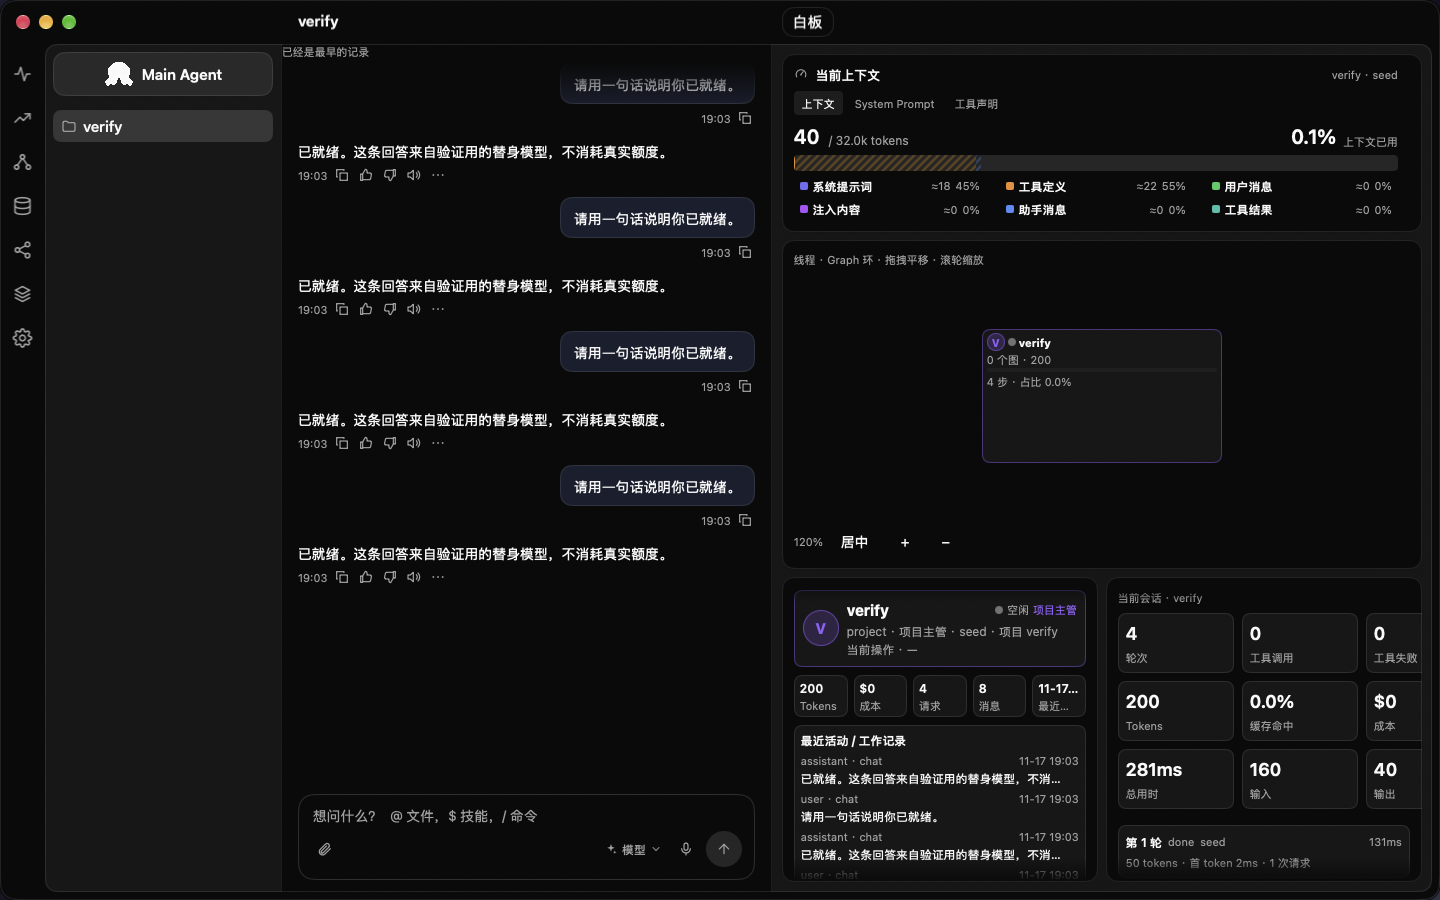 verify
白板
Main Agent
verify
已经是最早的记录
请用一句话说明你已就绪。
19:03
已就绪。这条回答来自验证用的替身模型，不消耗真实额度。
19:03
请用一句话说明你已就绪。
19:03
已就绪。这条回答来自验证用的替身模型，不消耗真实额度。
19:03
请用一句话说明你已就绪。
19:03
已就绪。这条回答来自验证用的替身模型，不消耗真实额度。
19:03
请用一句话说明你已就绪。
19:03
已就绪。这条回答来自验证用的替身模型，不消耗真实额度。
19:03
想问什么？ @ 文件，$ 技能，/ 命令
模型
当前上下文 verify · seed
上下文 System Prompt 工具声明
40 / 32.0k tokens 0.1% 上下文已用
系统提示词 ≈18 45% 工具定义 ≈22 55% 用户消息 ≈0 0%
注入内容 ≈0 0% 助手消息 ≈0 0% 工具结果 ≈0 0%
线程 · Graph 环 · 拖拽平移 · 滚轮缩放
V verify
0 个图 · 200
4 步 · 占比 0.0%
120% 居中 + −
V
verify 空闲 项目主管
project · 项目主管 · seed · 项目 verify
当前操作 · —
200 $0 4 8 11-17...
Tokens 成本 请求 消息 最近...
最近活动 / 工作记录
assistant · chat 11-17 19:03
已就绪。这条回答来自验证用的替身模型，不消...
user · chat 11-17 19:03
请用一句话说明你已就绪。
assistant · chat 11-17 19:03
已就绪。这条回答来自验证用的替身模型，不消...
user · chat 11-17 19:03
当前会话 · verify
4 0 0
轮次 工具调用 工具失败
200 0.0% $0
Tokens 缓存命中 成本
281ms 160 40
总用时 输入 输出
第 1 轮 done seed 131ms
50 tokens · 首 token 2ms · 1 次请求